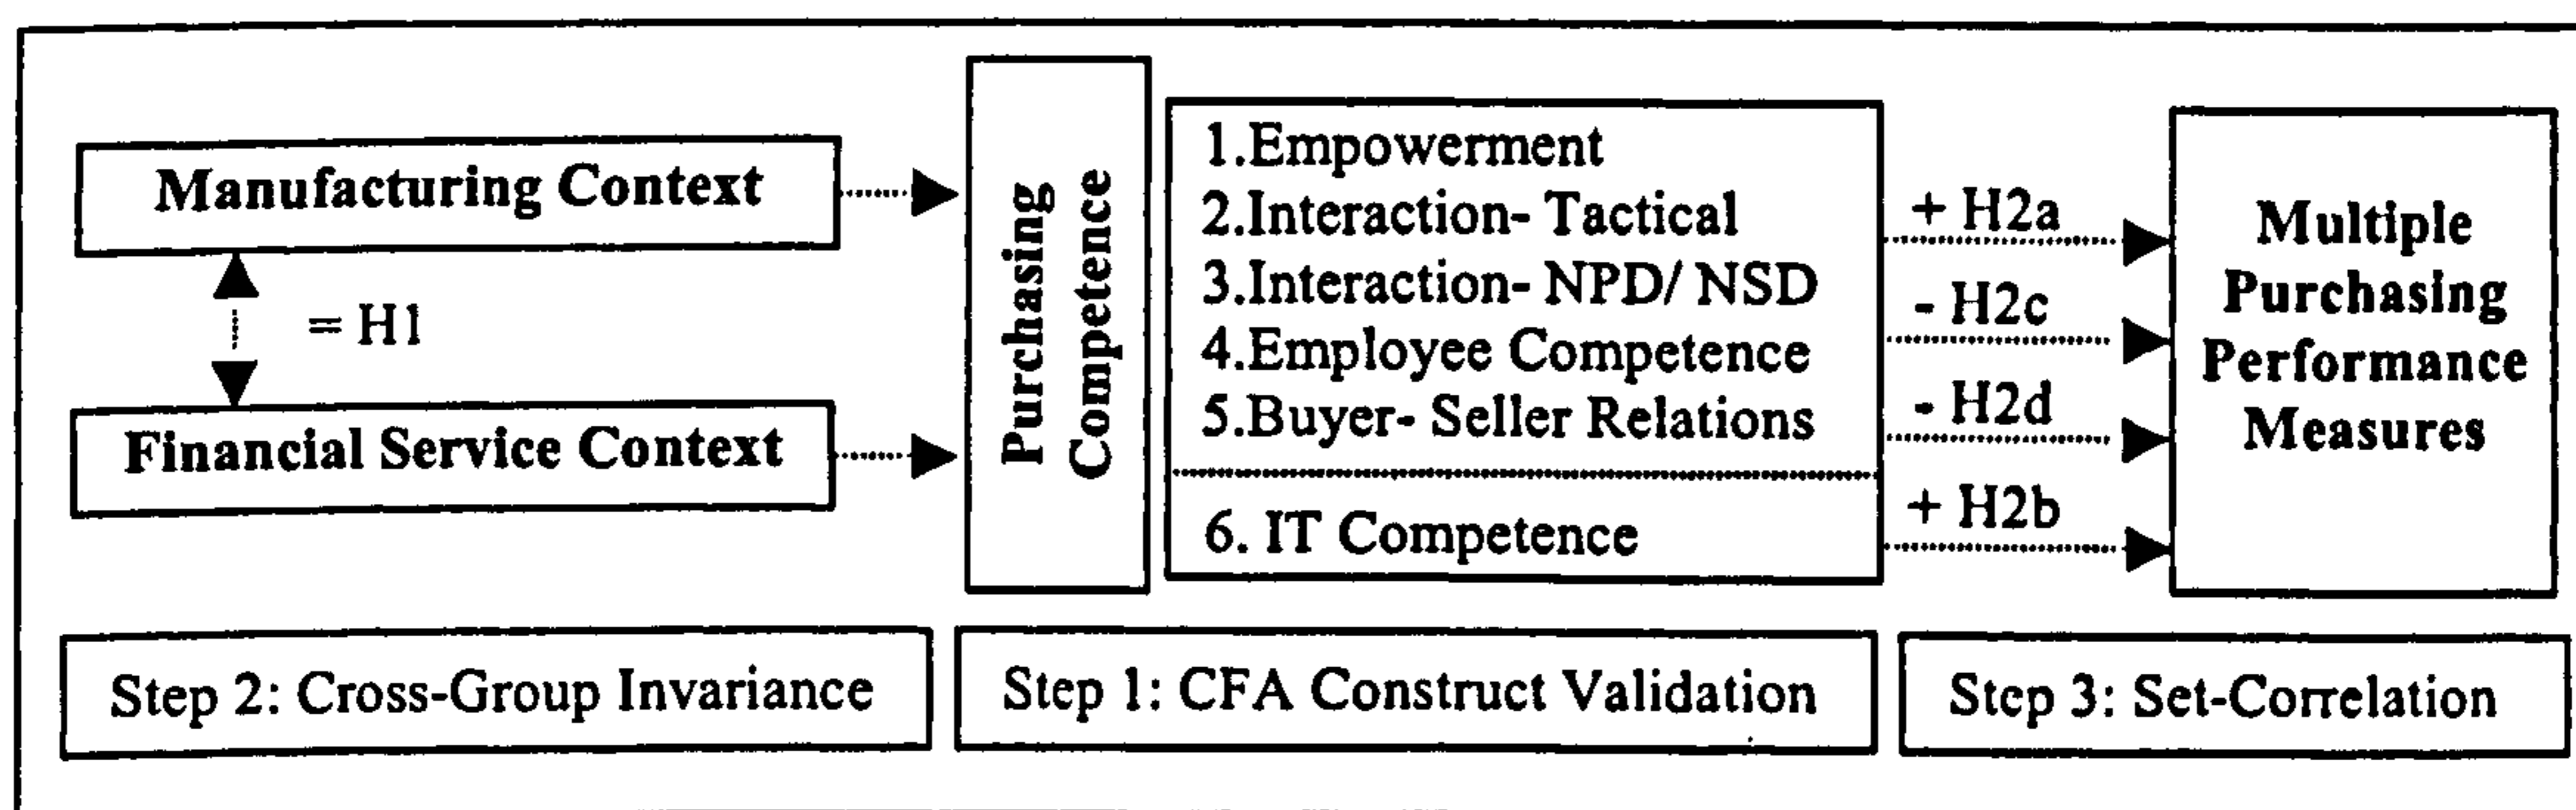 Manufacturing Context
= H1
Financial Service Context
Purchasing
Competence
1.Empowerment
2.Interaction- Tactical
3.Interaction- NPD/ NSD
4.Employee Competence
5.Buyer- Seller Relations
6. IT Competence
+ H2a
- H2c
- H2d
+ H2b
Multiple
Purchasing
Performance
Measures
Step 2: Cross-Group Invariance
Step 1: CFA Construct Validation
Step 3: Set-Correlation